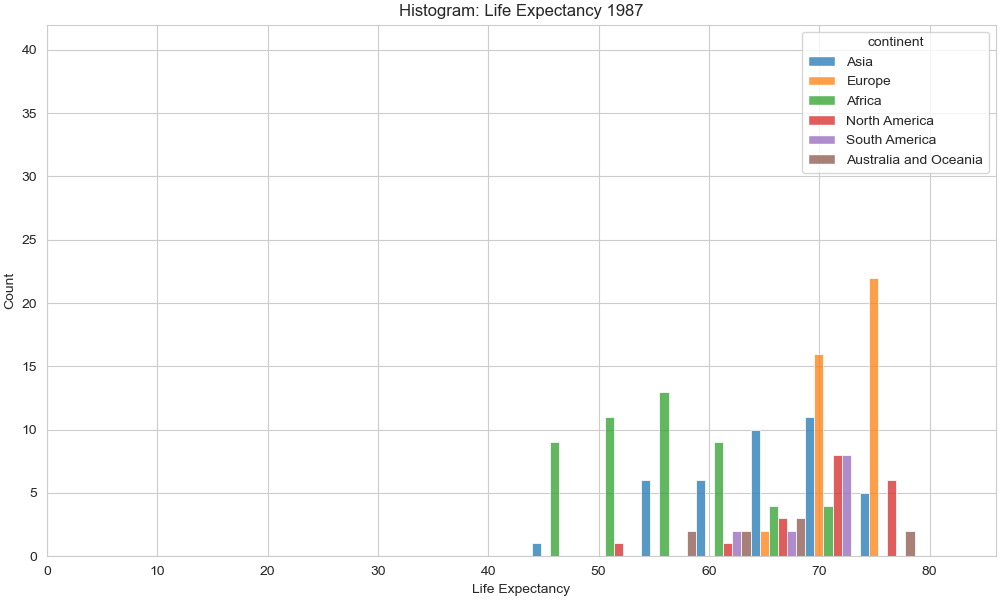 Histogram: Life Expectancy 1987
continent
Asia
Europe
Africa
North America
South America
Australia and Oceania
Count
40
35
30
25
20
15
10
5
0
0 10 20 30 40 50 60 70 80
Life Expectancy